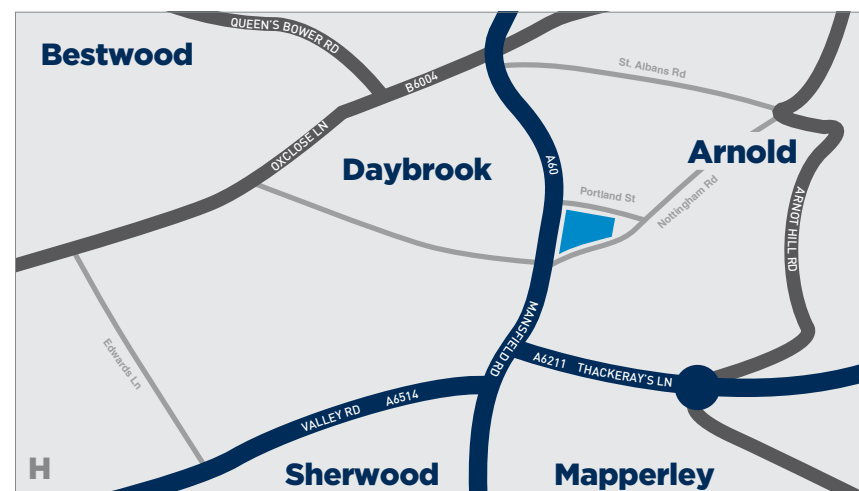 QUEEN'S BOWER RD
Bestwood
B6004
St. Albans Rd
OXCLOSE LN
Daybrook
A60
Arnold
Portland St
Nottingham Rd
ARNOT HILL RD
MANSFIELD RD
Edwards Ln
A6211 THACKERAY'S LN
VALLEY RD A6514
H
Sherwood
Mapperley